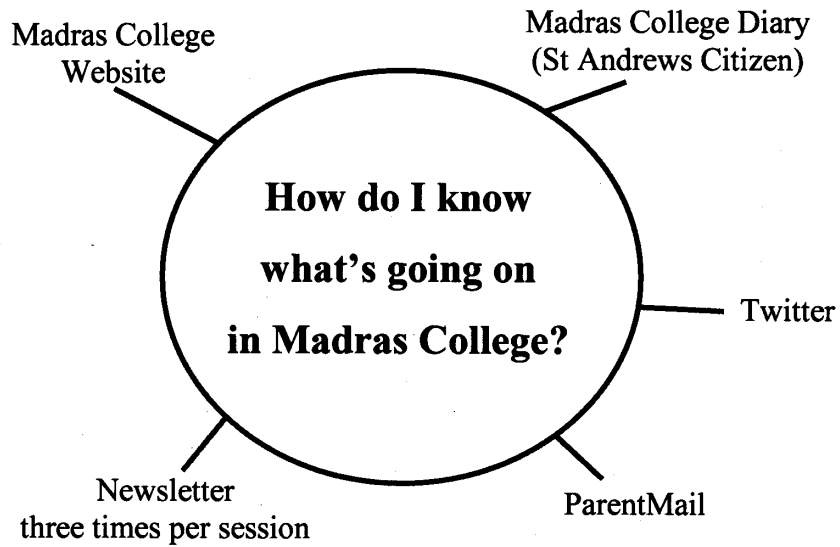 Madras College
Website
Madras College Diary
(St Andrews Citizen)
How do I know
what's going on
in Madras College?
Twitter
Newsletter
three times per session
ParentMail